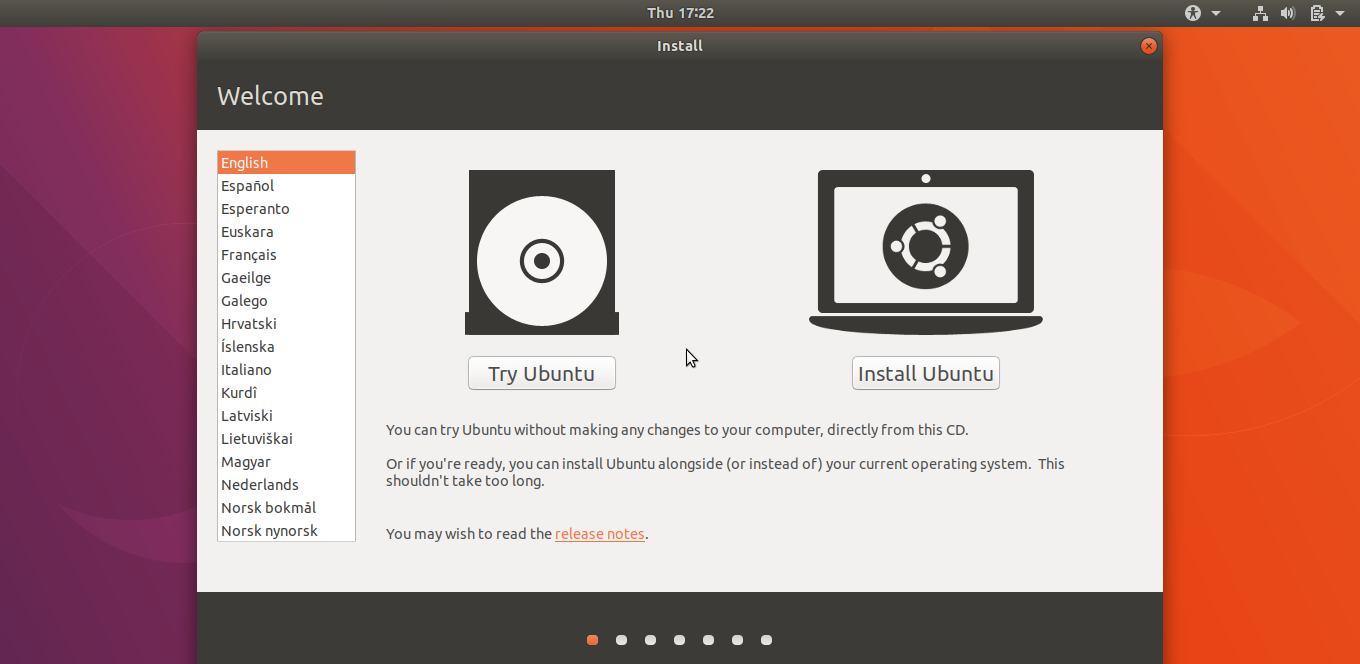 Thu 17:22
Install
Welcome
English
Español
Esperanto
Euskara
Français
Gaeilge
Galego
Hrvatski
Íslenska
Italiano
Kurdî
Latviski
Lietuviškai
Magyar
Nederlands
Norsk bokmål
Norsk nynorsk
Try Ubuntu
Install Ubuntu
You can try Ubuntu without making any changes to your computer, directly from this CD.
Or if you're ready, you can install Ubuntu alongside (or instead of) your current operating system.  This
shouldn't take too long.
You may wish to read the release notes.